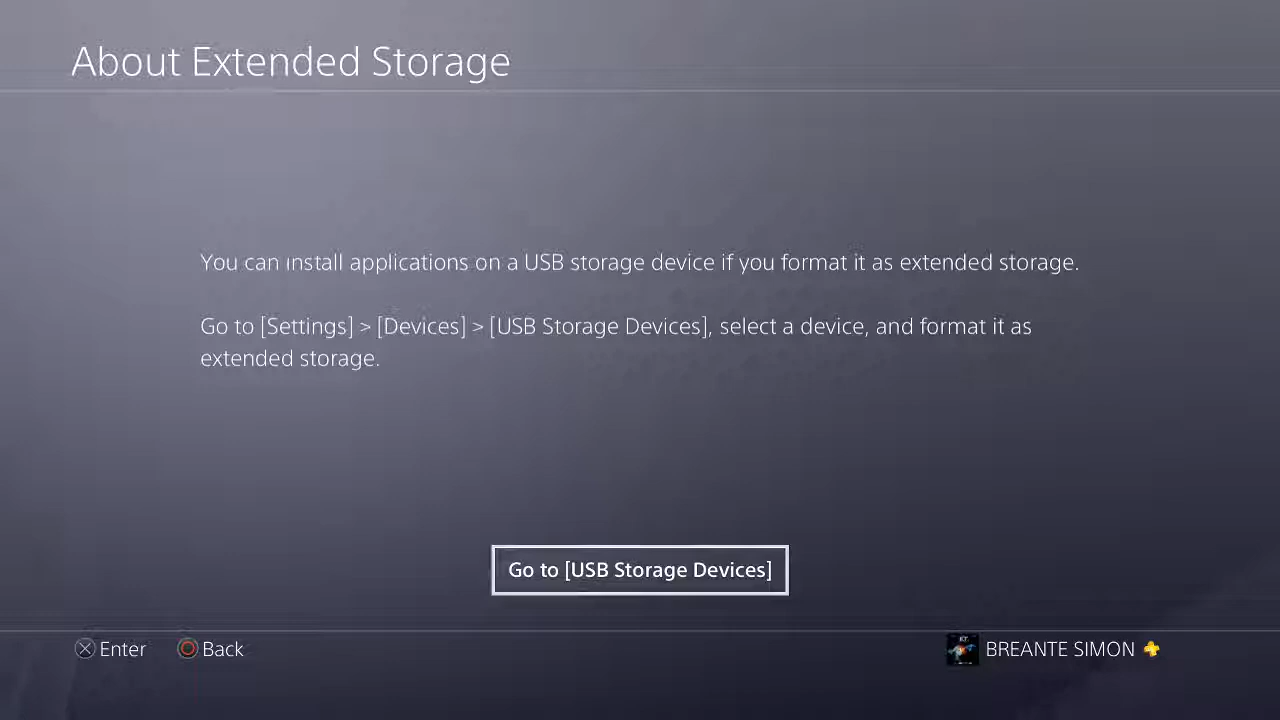 About Extended Storage
You can install applications on a USB storage device if you format it as extended storage.
Go to [Settings] > [Devices] > [USB Storage Devices], select a device, and format it as
extended storage.
Go to [USB Storage Devices]
Enter Back BREANTE SIMON